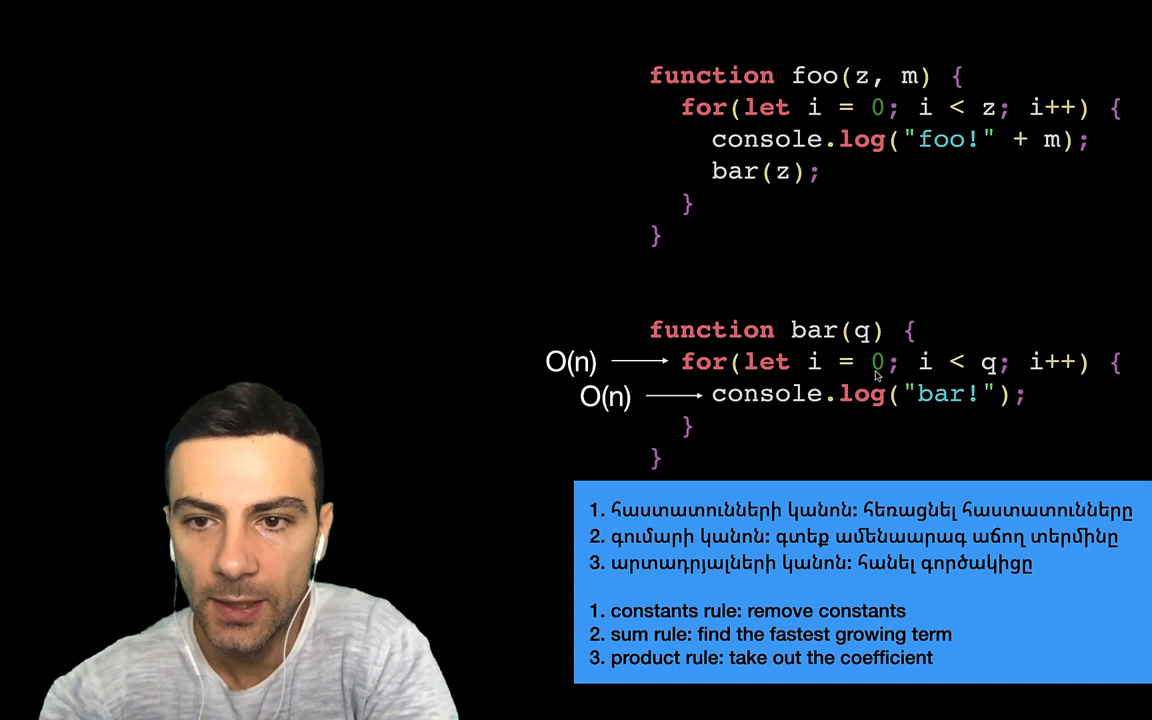 function foo(z, m) {
for(let i = 0; i < z; i++) {
console.log("foo!" + m);
bar(z);
}
}
function bar(q) {
O(n) for(let i = 0; i < q; i++) {
O(n) console.log("bar!");
}
}
1. հաստատունների կանոն: հեռացնել հաստատունները
2. գումարի կանոն: գտեք ամենաարագ աճող տերմինը
3. արտադրյալների կանոն: հանել գործակիցը
1. constants rule: remove constants
2. sum rule: find the fastest growing term
3. product rule: take out the coefficient